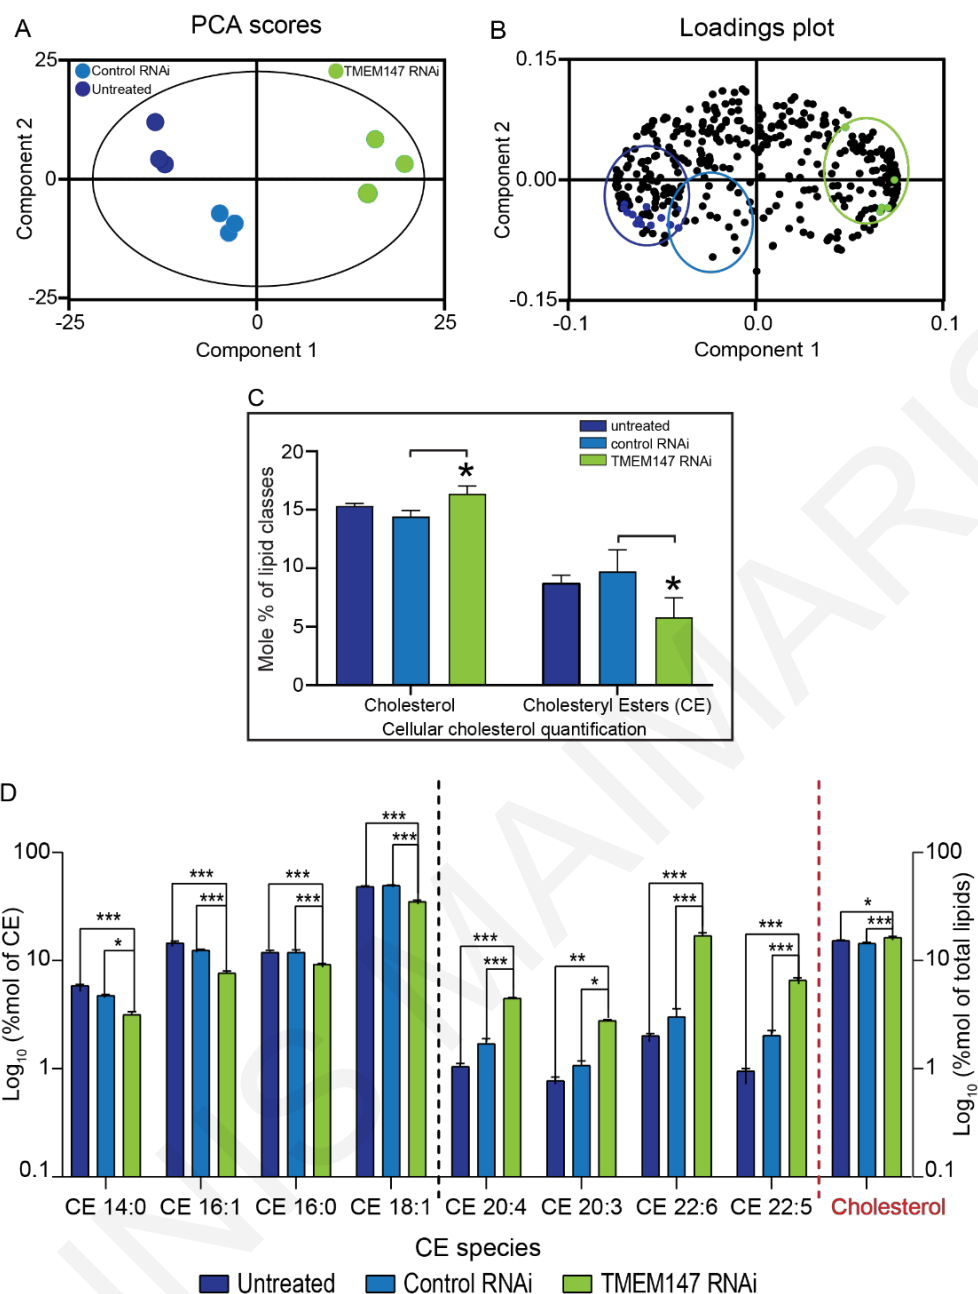 A
PCA scores
25
0
-25
-25
0
25
Component 2
Component 1
Control RNAi
Untreated
TMEM147 RNAi
B
Loadings plot
0.15
0.00
-0.15
-0.1
0.0
0.1
Component 2
Component 1
C
untreated
control RNAi
TMEM147 RNAi
20
15
10
5
0
Mole % of lipid classes
*
*
Cholesterol
Cholesteryl Esters (CE)
Cellular cholesterol quantification
D
100
10
1
0.1
Log₁₀ (%mol of CE)
***
*
***
***
***
***
***
***
***
***
**
*
***
***
***
***
*
***
100
10
1
0.1
Log₁₀ (%mol of total lipids)
CE 14:0 CE 16:1 CE 16:0 CE 18:1 CE 20:4 CE 20:3 CE 22:6 CE 22:5 Cholesterol
CE species
Untreated Control RNAi TMEM147 RNAi